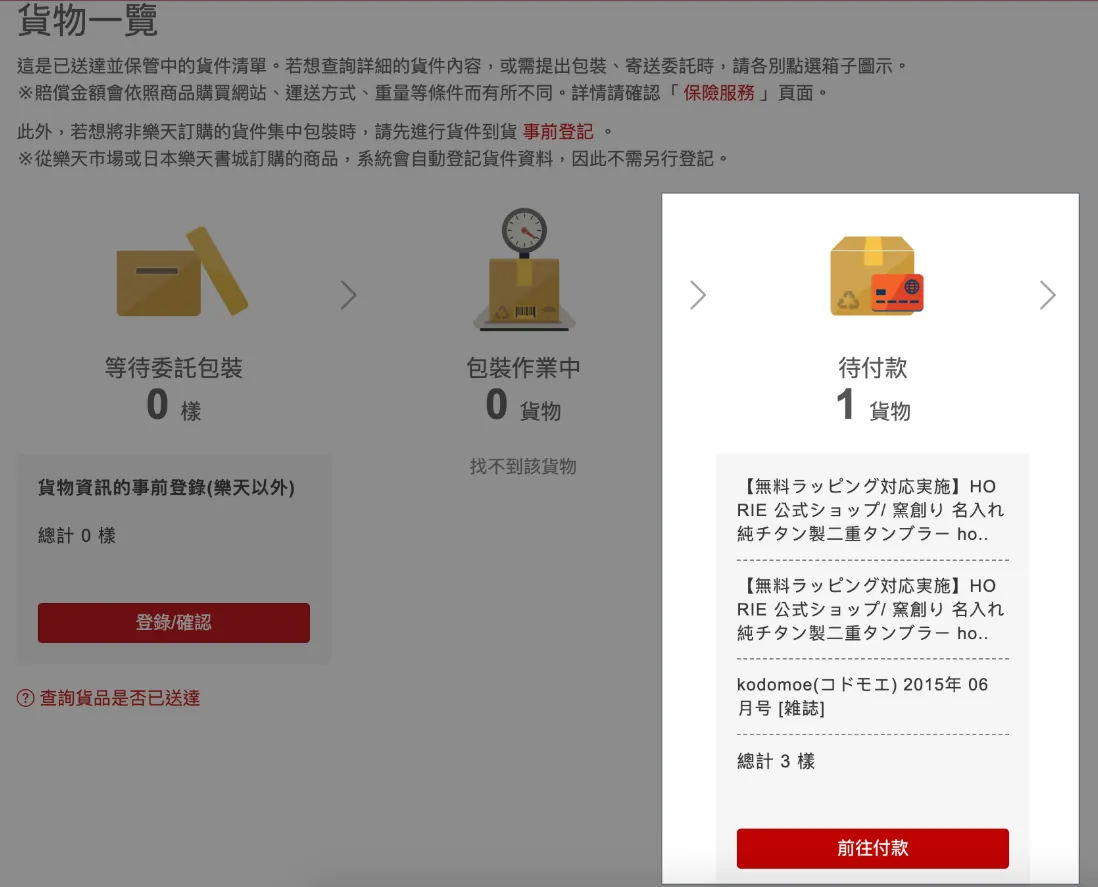 貨物一覽
這是已送達並保管中的貨件清單。若想查詢詳細的貨件內容，或需提出包裝、寄送委託時，請各別點選箱子圖示。
※賠償金額會依照商品購買網站、運送方式、重量等條件而有所不同。詳情請確認「 保險服務 」頁面。
此外，若想將非樂天訂購的貨件集中包裝時，請先進行貨件到貨 事前登記 。
※從樂天市場或日本樂天書城訂購的商品，系統會自動登記貨件資料，因此不需另行登記。
等待委託包裝
0 樣
貨物資訊的事前登錄(樂天以外)
總計 0 樣
登錄/確認
? 查詢貨品是否已送達
包裝作業中
0 貨物
找不到該貨物
待付款
1 貨物
【無料ラッピング対応実施】HO
RIE 公式ショップ/ 窯創り 名入れ
純チタン製二重タンブラー ho..
【無料ラッピング対応実施】HO
RIE 公式ショップ/ 窯創り 名入れ
純チタン製二重タンブラー ho..
kodomoe(コドモエ) 2015年 06
月号 [雑誌]
總計 3 樣
前往付款